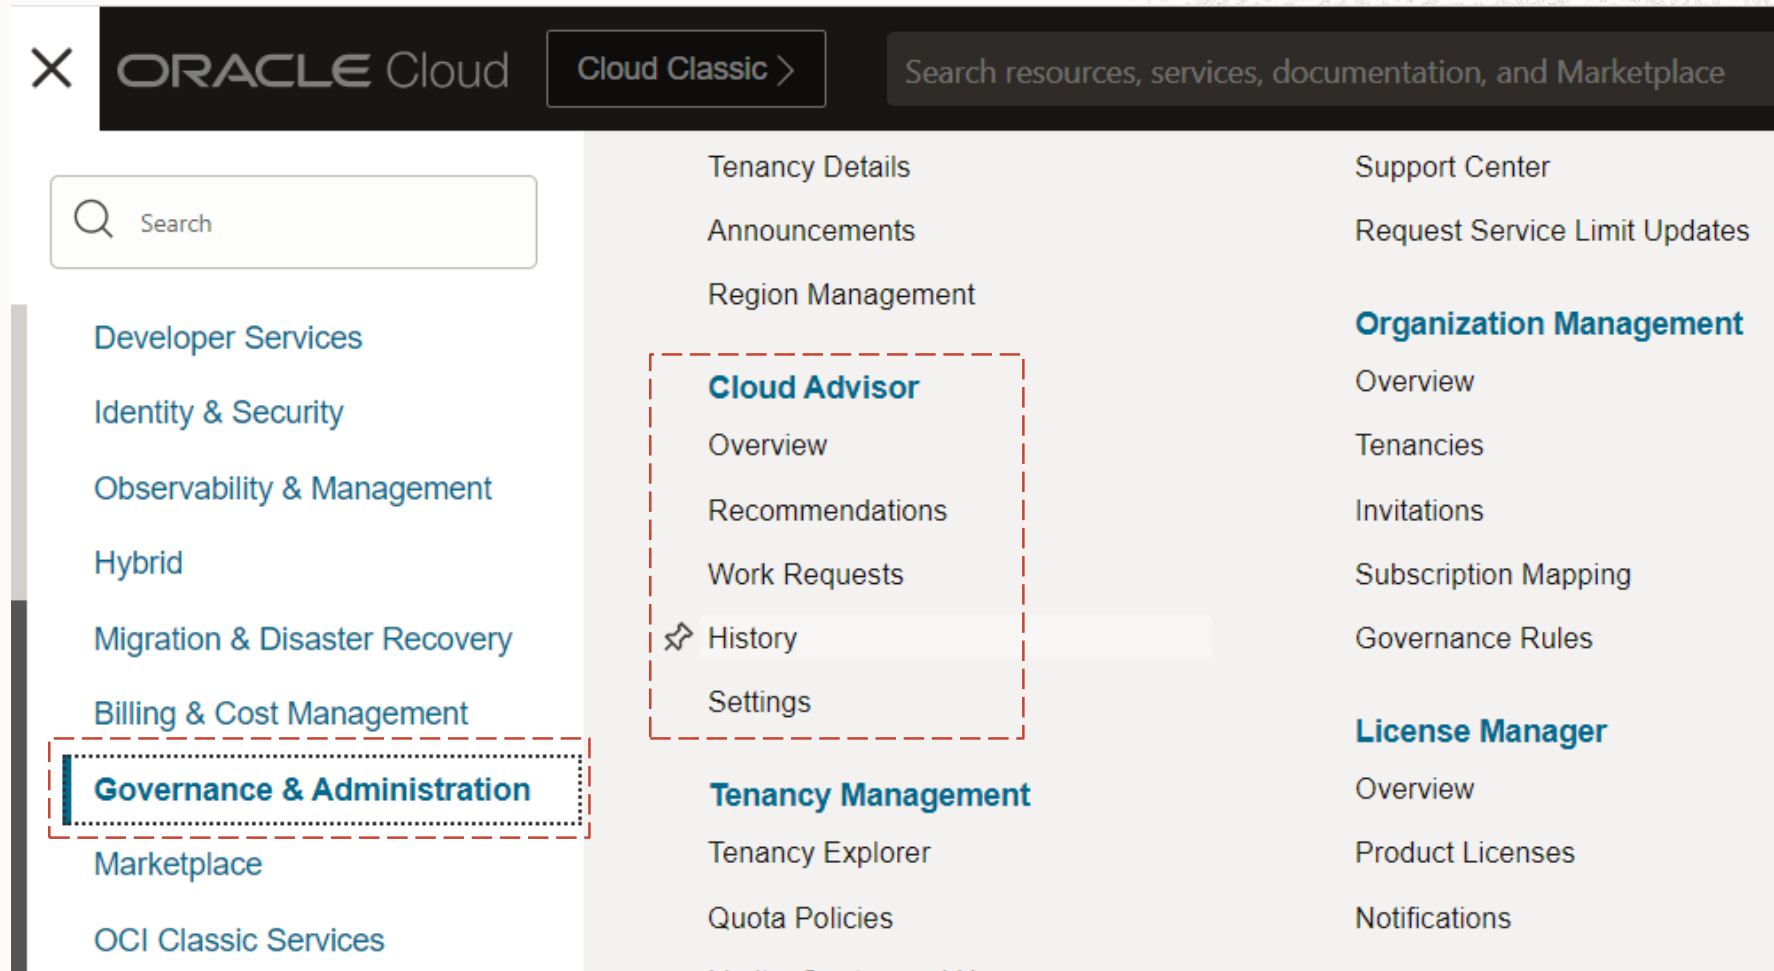 ORACLE Cloud
Cloud Classic
Search resources, services, documentation, and Marketplace
Search
Developer Services
Identity & Security
Observability & Management
Hybrid
Migration & Disaster Recovery
Billing & Cost Management
Governance & Administration
Marketplace
OCI Classic Services
Tenancy Details
Announcements
Region Management
Cloud Advisor
Overview
Recommendations
Work Requests
History
Settings
Tenancy Management
Tenancy Explorer
Quota Policies
Support Center
Request Service Limit Updates
Organization Management
Overview
Tenancies
Invitations
Subscription Mapping
Governance Rules
License Manager
Overview
Product Licenses
Notifications